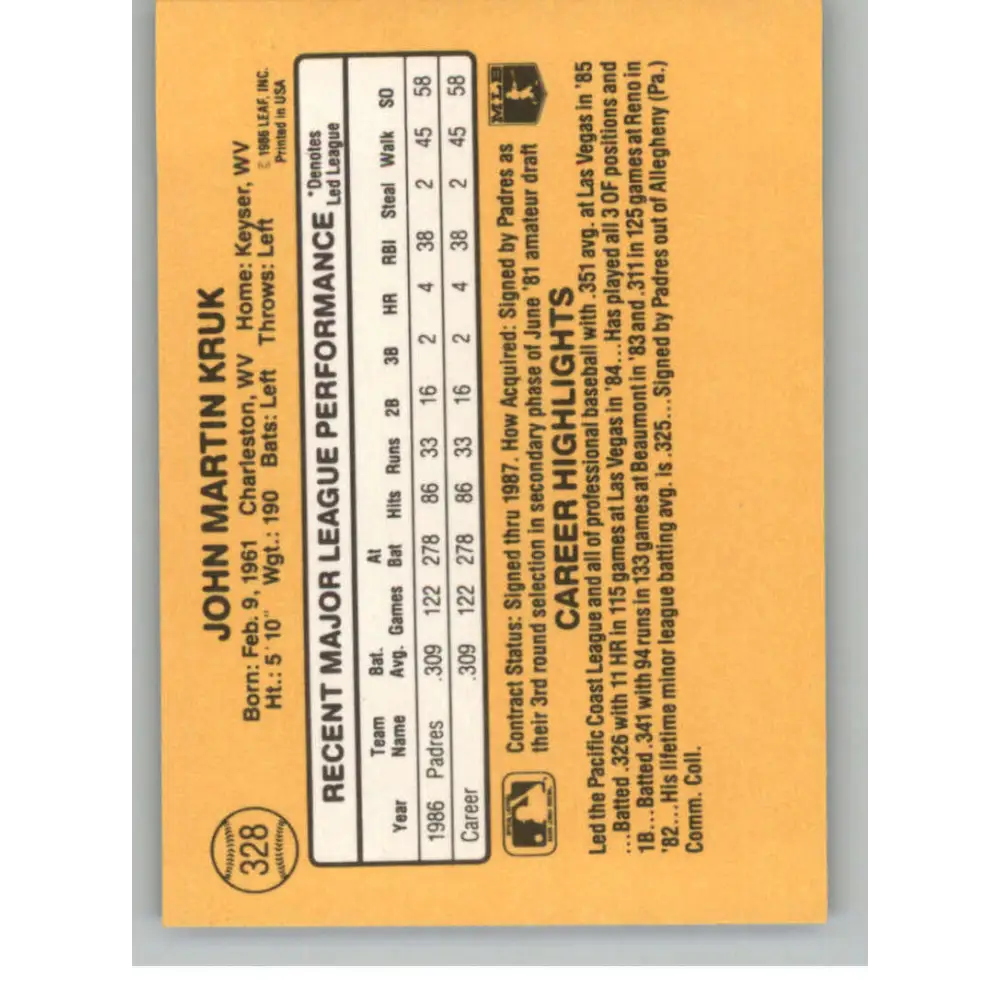 328
JOHN MARTIN KRUK
Born: Feb. 9, 1961 Charleston, WV Home: Keyser, WV
Ht.: 5'10" Wgt.: 190 Bats: Left Throws: Left
© 1986 LEAF, INC.
Printed in USA
RECENT MAJOR LEAGUE PERFORMANCE *Denotes Led League
Year Team Name Bat. Avg. Games At Bat Hits Runs 2B 3B HR RBI Steal Walk SO
1986 Padres .309 122 278 86 33 16 2 4 38 2 45 58
Career .309 122 278 86 33 16 2 4 38 2 45 58
Contract Status: Signed thru 1987. How Acquired: Signed by Padres as
their 3rd round selection in secondary phase of June '81 amateur draft
MLB
CAREER HIGHLIGHTS
Led the Pacific Coast League and all of professional baseball with .351 avg. at Las Vegas in '85
...Batted .326 with 11 HR in 115 games at Las Vegas in '84...Has played all 3 OF positions and
1B...Batted .341 with 94 runs in 133 games at Beaumont in '83 and .311 in 125 games at Reno in
'82...His lifetime minor league batting avg. is .325...Signed by Padres out of Allegheny (Pa.)
Comm. Coll.